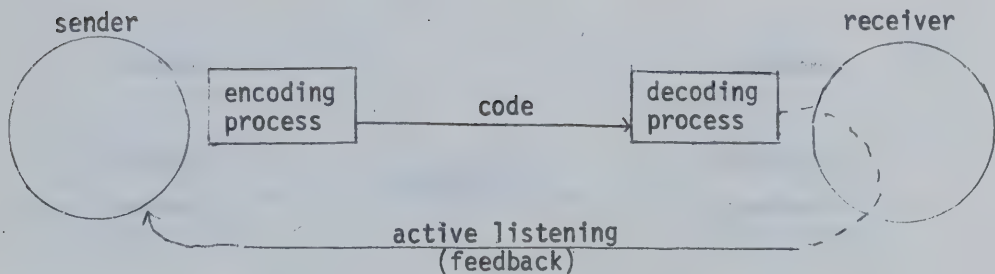 sender
receiver
encoding
process
code
decoding
process
active listening
(feedback)